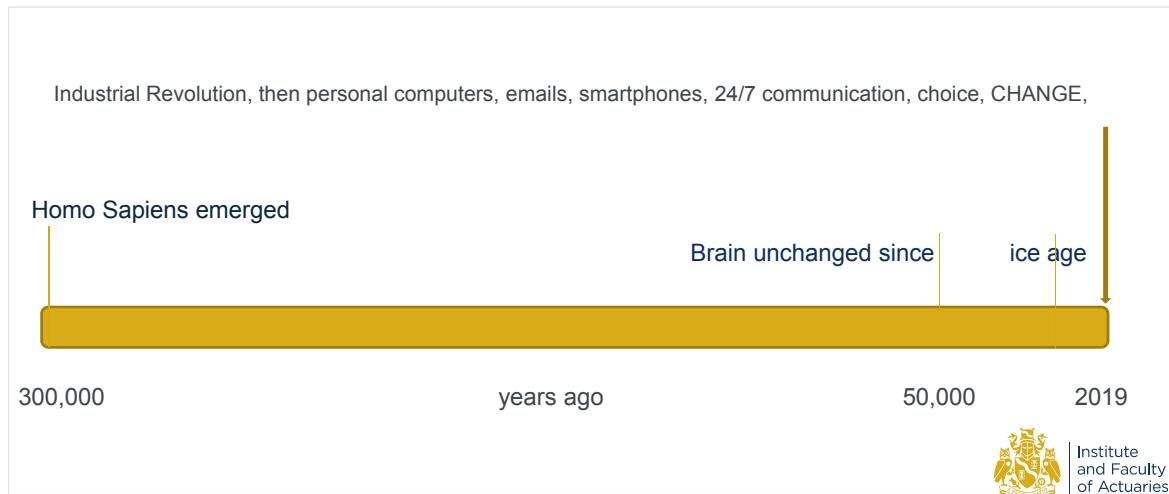 Industrial Revolution, then personal computers, emails, smartphones, 24/7 communication, choice, CHANGE,
Homo Sapiens emerged
Brain unchanged since
ice age
300,000
years ago
50,000
2019
Institute
and Faculty
of Actuaries